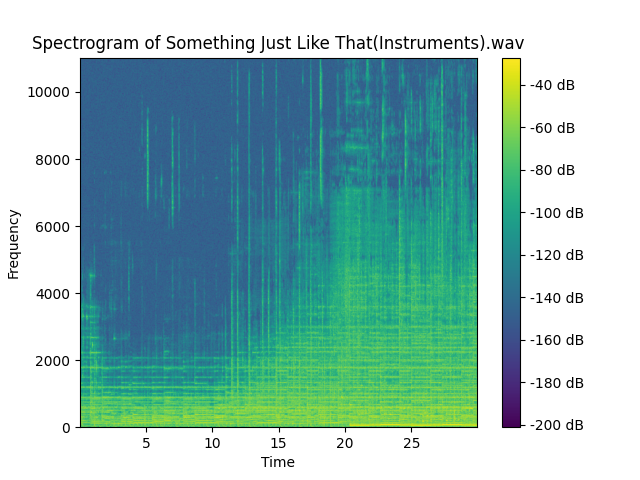 Spectrogram of Something Just Like That(Instruments).wav
10000
8000
6000
4000
2000
0
Frequency
5
10
15
20
25
Time
-40 dB
-60 dB
-80 dB
-100 dB
-120 dB
-140 dB
-160 dB
-180 dB
-200 dB